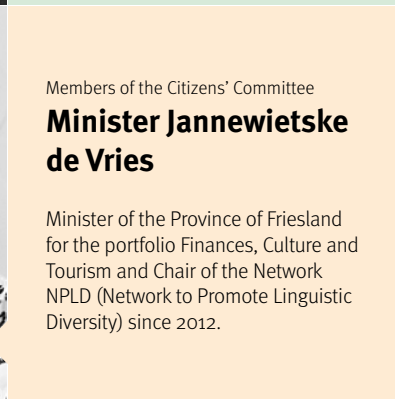 Members of the Citizens’ Committee
Minister Jannewietske
de Vries
Minister of the Province of Friesland
for the portfolio Finances, Culture and
Tourism and Chair of the Network
NPLD (Network to Promote Linguistic
Diversity) since 2012.